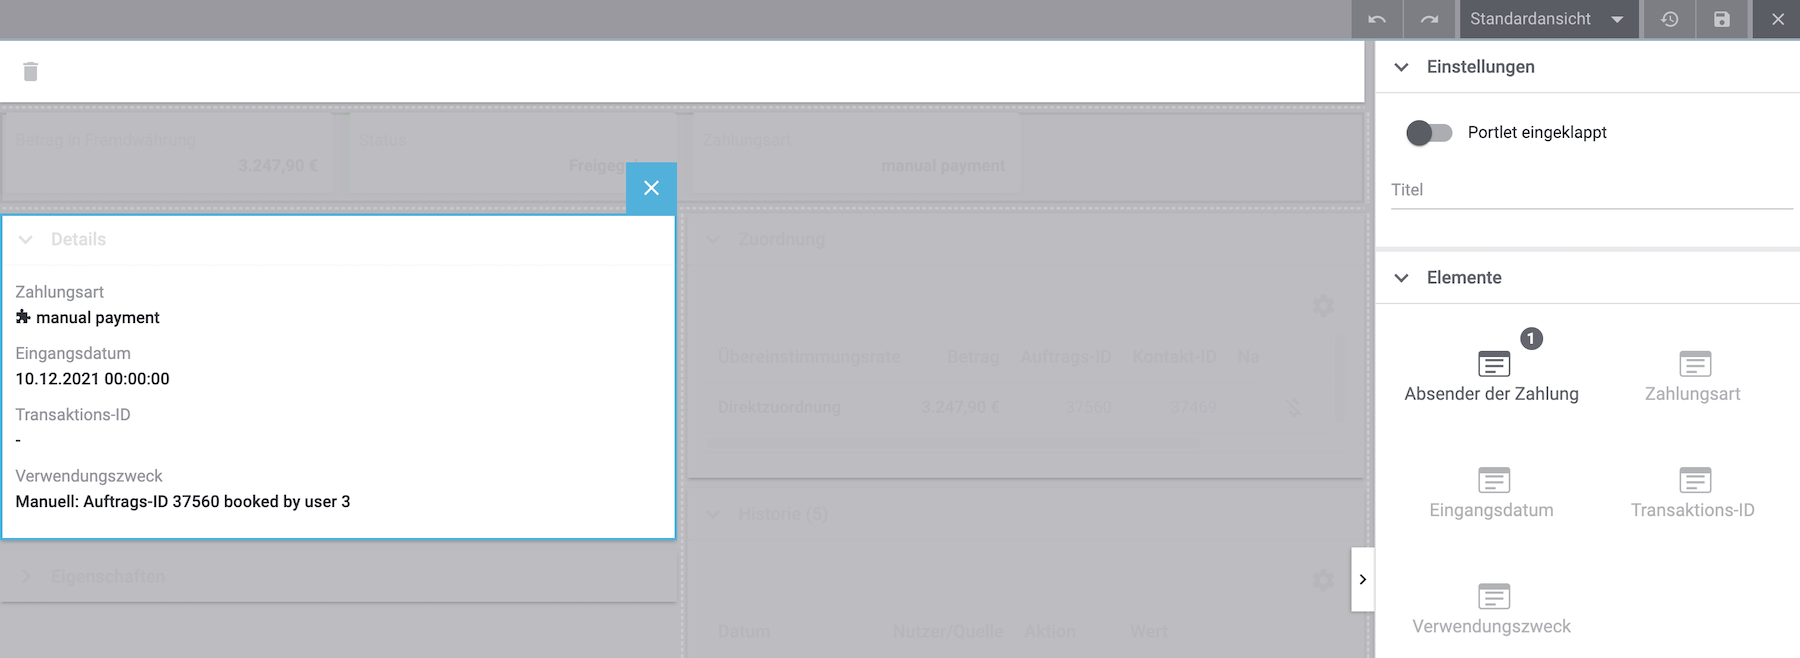 Standardansicht
Betrag in Fremdwährung
3.247,90 €
Status
Zahlungsart
manual payment
Details
Zahlungsart
manual payment
Eingangsdatum
10.12.2021 00:00:00
Transaktions-ID
-
Verwendungszweck
Manuell: Auftrags-ID 37560 booked by user 3
Eigenschaften
Zuordnung
Übereinstimmungsrate Betrag Auftrags-ID Kontakt-ID Na
Direktzuordnung 3.247,90 € 37560 37469
Historie (5)
Datum Nutzer/Quelle Aktion Wert
Einstellungen
Portlet eingeklappt
Titel
Elemente
1
Absender der Zahlung
Zahlungsart
Eingangsdatum
Transaktions-ID
Verwendungszweck